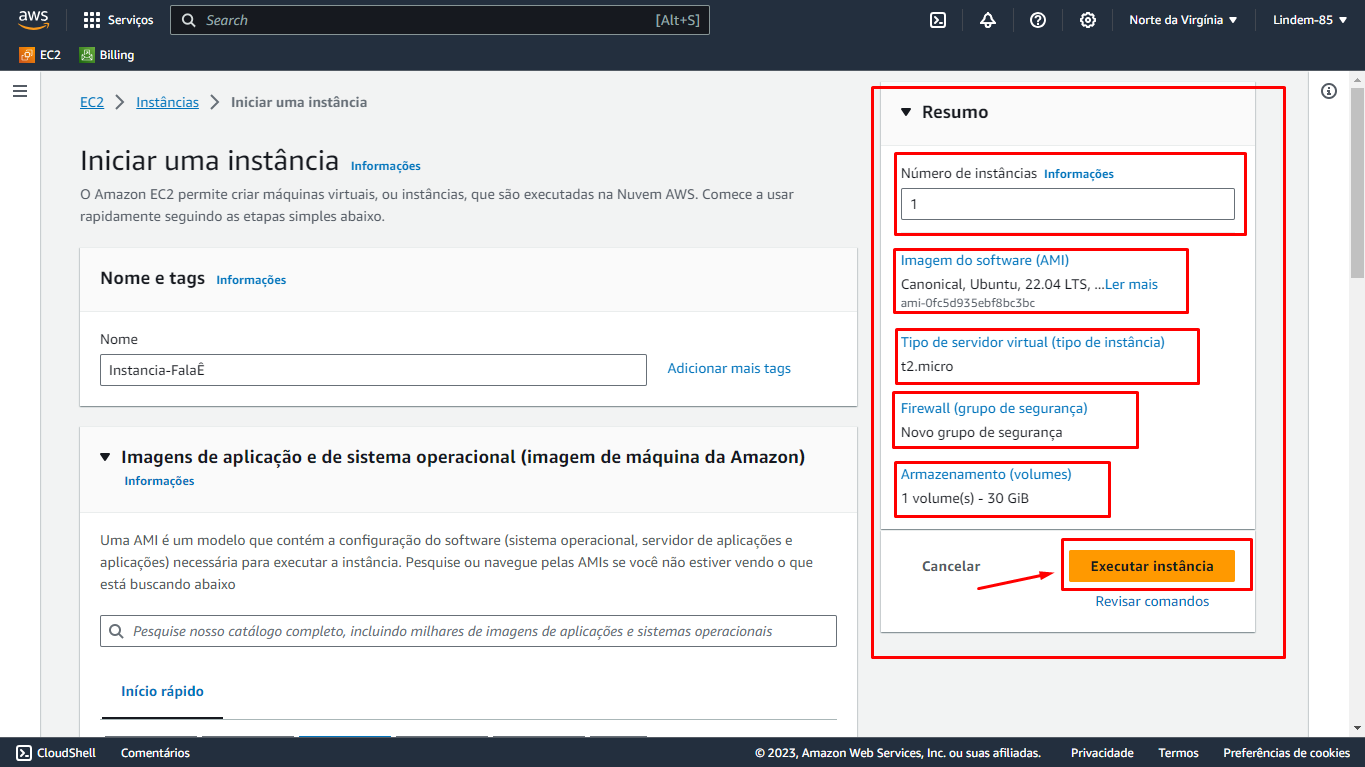 aws
Serviços
Search
[Alt+S]
Norte da Virgínia
Lindem-85
EC2
Billing
EC2
Instâncias
Iniciar uma instância
Iniciar uma instância
Informações
O Amazon EC2 permite criar máquinas virtuais, ou instâncias, que são executadas na Nuvem AWS. Comece a usar
rapidamente seguindo as etapas simples abaixo.
Nome e tags
Informações
Nome
Instancia-FalaÊ
Adicionar mais tags
Imagens de aplicação e de sistema operacional (imagem de máquina da Amazon)
Informações
Uma AMI é um modelo que contém a configuração do software (sistema operacional, servidor de aplicações e
aplicações) necessária para executar a instância. Pesquise ou navegue pelas AMIs se você não estiver vendo o que
está buscando abaixo
Pesquise nosso catálogo completo, incluindo milhares de imagens de aplicações e sistemas operacionais
Início rápido
Resumo
Número de instâncias
Informações
1
Imagem do software (AMI)
Canonical, Ubuntu, 22.04 LTS, ...Ler mais
ami-0fc5d935ebf8bc3bc
Tipo de servidor virtual (tipo de instância)
t2.micro
Firewall (grupo de segurança)
Novo grupo de segurança
Armazenamento (volumes)
1 volume(s) - 30 GiB
Cancelar
Executar instância
Revisar comandos
CloudShell
Comentários
© 2023, Amazon Web Services, Inc. ou suas afiliadas.
Privacidade
Termos
Preferências de cookies